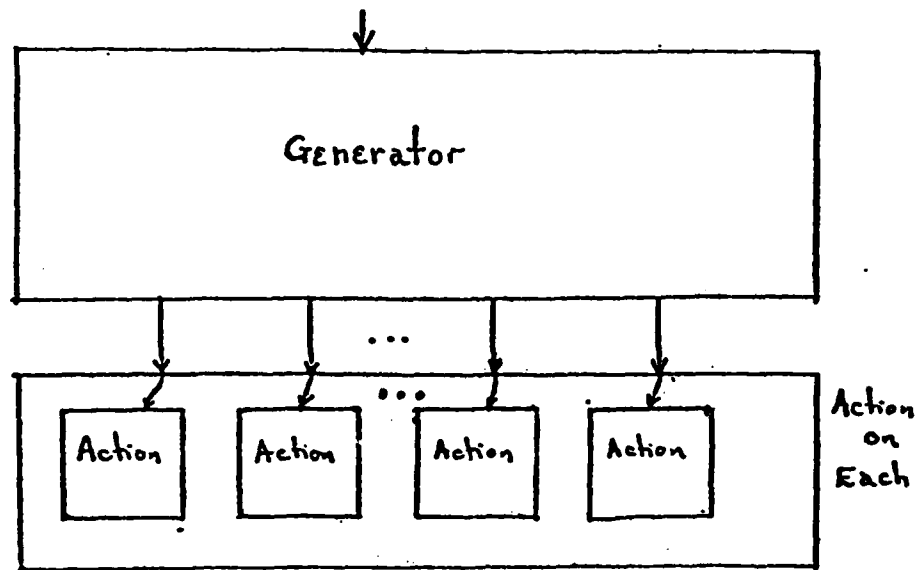 Generator
...
...
Action Action Action Action
Action
on
Each